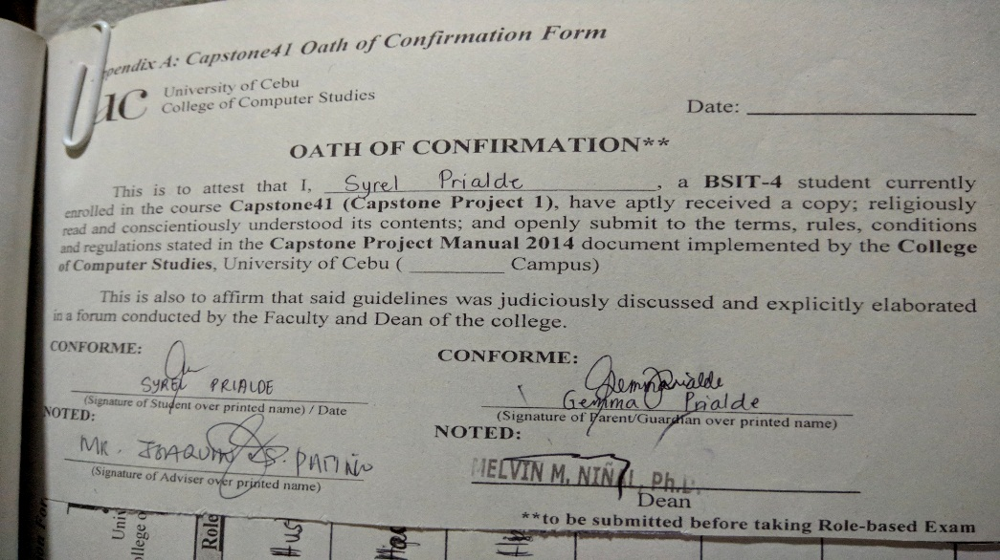 pendix A: Capstone41 Oath of Confirmation Form
uc
University of Cebu
College of Computer Studies
Date:
OATH OF CONFIRMATION**
This is to attest that I, Syrel Prialde, a BSIT-4 student currently
enrolled in the course Capstone41 (Capstone Project 1), have aptly received a copy; religiously
read and conscientiously understood its contents; and openly submit to the terms, rules, conditions
and regulations stated in the Capstone Project Manual 2014 document implemented by the College
of Computer Studies, University of Cebu ( Campus)
This is also to affirm that said guidelines was judiciously discussed and explicitly elaborated
in a forum conducted by the Faculty and Dean of the college.
CONFORME:
SYREL PRIALDE
(Signature of Student over printed name) / Date
NOTED:
MR. JOAQUIN S. PATIÑO
(Signature of Adviser over printed name)
CONFORME:
Gemma Prialde
Gemma Prialde
(Signature of Parent/Guardian over printed name)
NOTED:
MELVIN M. NIÑAL, Ph.D.
Dean
**to be submitted before taking Role-based Exam
Univ
ollege o
Role